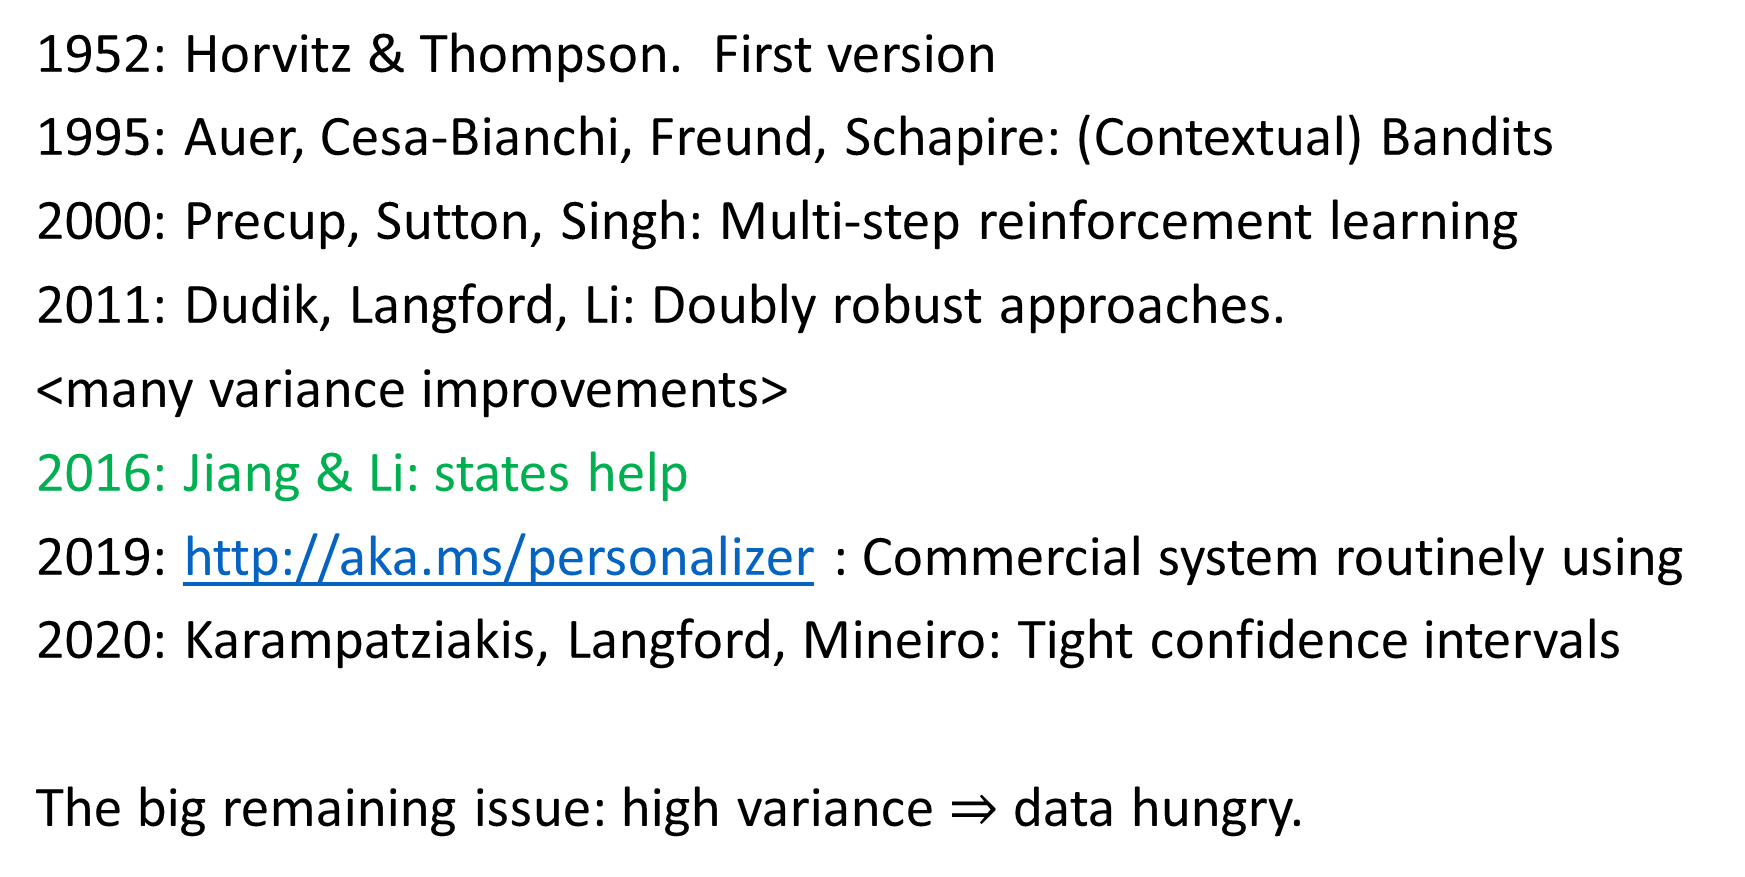 1952: Horvitz & Thompson.  First version
1995: Auer, Cesa-Bianchi, Freund, Schapire: (Contextual) Bandits
2000: Precup, Sutton, Singh: Multi-step reinforcement learning
2011: Dudik, Langford, Li: Doubly robust approaches.
<many variance improvements>
2016: Jiang & Li: states help
2019: http://aka.ms/personalizer : Commercial system routinely using
2020: Karampatziakis, Langford, Mineiro: Tight confidence intervals
The big remaining issue: high variance ⇒ data hungry.